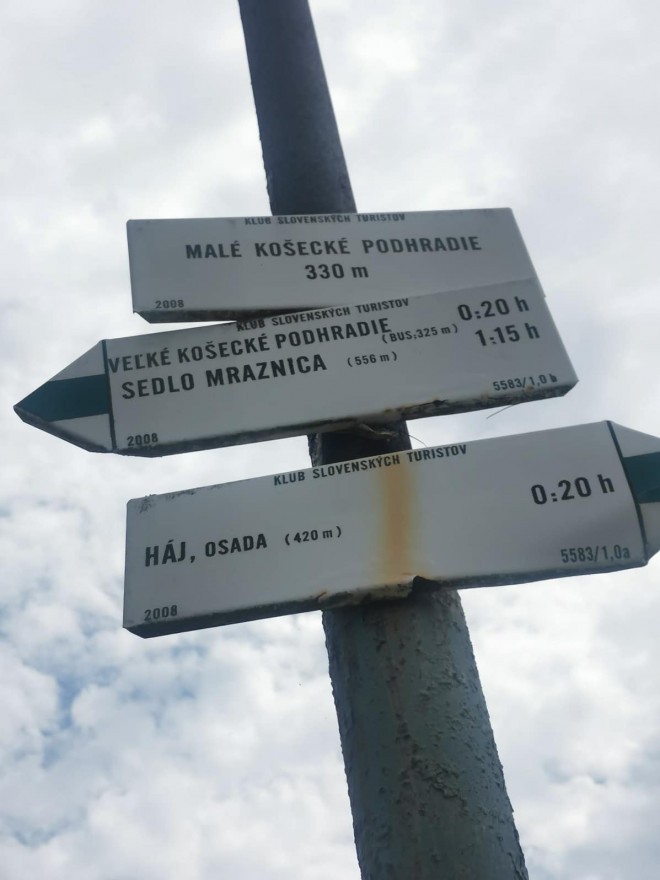 KLUB SLOVENSKÝCH TURISTOV
MALÉ KOŠECKÉ PODHRADIE
330 m
2008
KLUB SLOVENSKÝCH TURISTOV
VEĽKÉ KOŠECKÉ PODHRADIE (BUS;325 m) 0:20 h
SEDLO MRAZNICA (556 m) 1:15 h
2008 5583/1,0b
KLUB SLOVENSKÝCH TURISTOV
HÁJ, OSADA (420 m) 0:20 h
2008 5583/1,0a